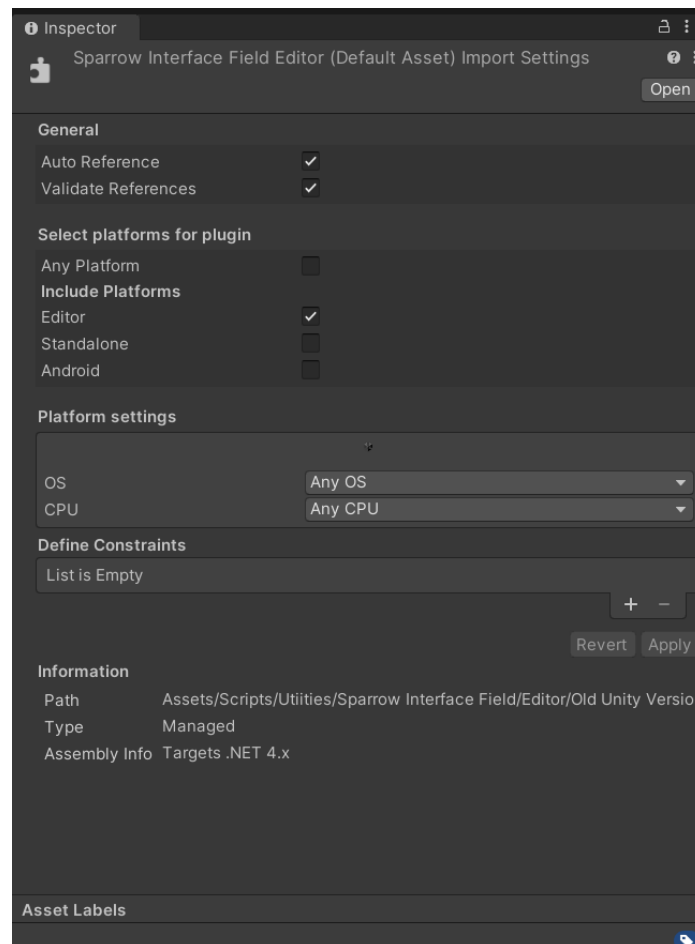 Inspector
Sparrow Interface Field Editor (Default Asset) Import Settings
Open
General
Auto Reference
Validate References
Select platforms for plugin
Any Platform
Include Platforms
Editor
Standalone
Android
Platform settings
OS Any OS
CPU Any CPU
Define Constraints
List is Empty
+ −
Revert Apply
Information
Path Assets/Scripts/Utiities/Sparrow Interface Field/Editor/Old Unity Versio
Type Managed
Assembly Info Targets .NET 4.x
Asset Labels